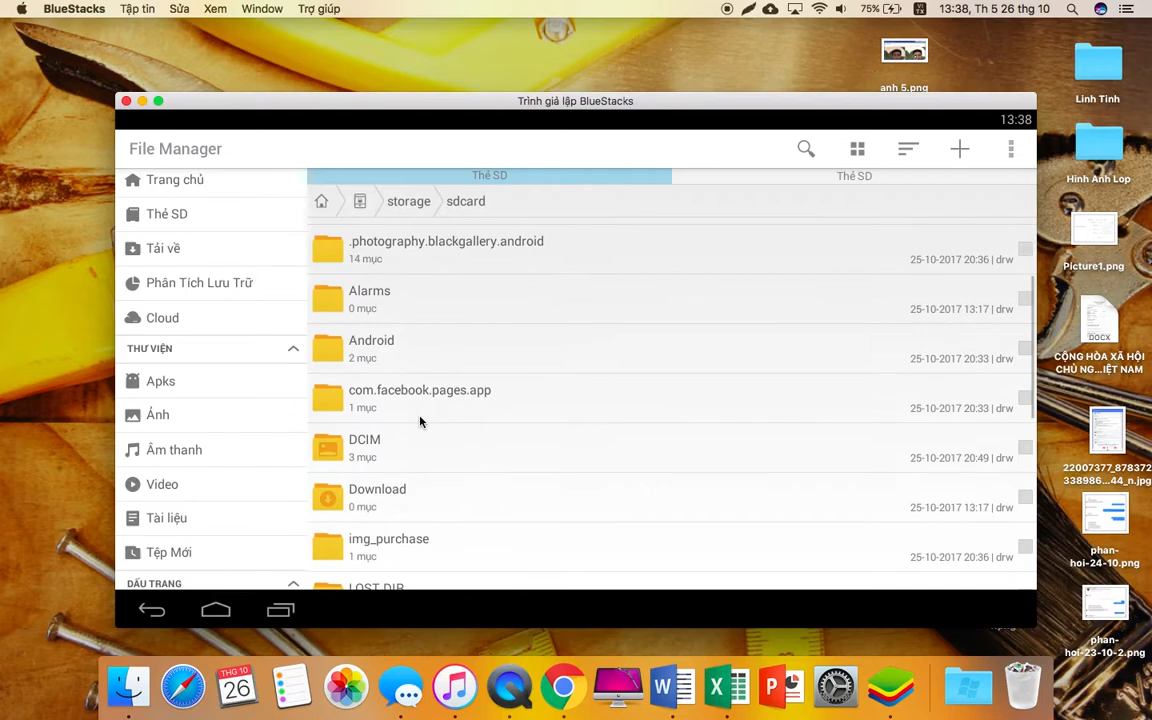 BlueStacks Tập tin Sửa Xem Window Trợ giúp
75% VI TX 13:38, Th 5 26 thg 10
Trình giả lập BlueStacks
13:38
File Manager
Trang chủ
Thẻ SD
Tải về
Phân Tích Lưu Trữ
Cloud
THƯ VIỆN
Apks
Ảnh
Âm thanh
Video
Tài liệu
Tệp Mới
DẤU TRANG
Thẻ SD Thẻ SD
storage sdcard
.photography.blackgallery.android
14 mục
25-10-2017 20:36 | drw
Alarms
0 mục
25-10-2017 13:17 | drw
Android
2 mục
25-10-2017 20:33 | drw
com.facebook.pages.app
1 mục
25-10-2017 20:33 | drw
DCIM
3 mục
25-10-2017 20:49 | drw
Download
0 mục
25-10-2017 13:17 | drw
img_purchase
1 mục
25-10-2017 20:36 | drw
LOST.DIR
anh 5.png
Linh Tinh
Hinh Anh Lop
Picture1.png
DOCX
CỘNG HÒA XÃ HỘI
CHỦ NG...IỆT NAM
22007377_878372
338986...44_n.jpg
phan-
hoi-24-10.png
phan-
hoi-23-10-2.png
THG 10
26
W
X
P